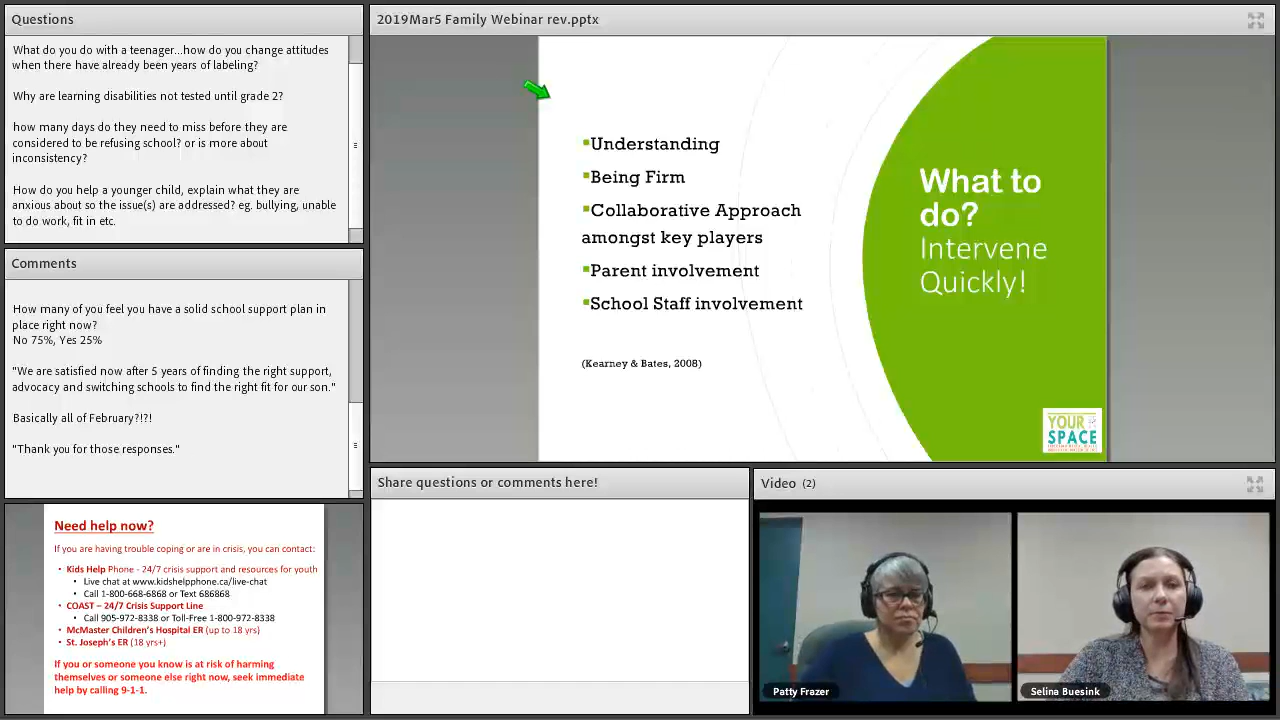 Questions
What do you do with a teenager...how do you change attitudes
when there have already been years of labeling?
Why are learning disabilities not tested until grade 2?
how many days do they need to miss before they are
considered to be refusing school? or is more about
inconsistency?
How do you help a younger child, explain what they are
anxious about so the issue(s) are addressed? eg. bullying, unable
to do work, fit in etc.
Comments
How many of you feel you have a solid school support plan in
place right now?
No 75%, Yes 25%
"We are satisfied now after 5 years of finding the right support,
advocacy and switching schools to find the right fit for our son."
Basically all of February?!?!
"Thank you for those responses."
Need help now?
If you are having trouble coping or are in crisis, you can contact:
• Kids Help Phone - 24/7 crisis support and resources for youth
• Live chat at www.kidshelpphone.ca/live-chat
• Call 1-800-668-6868 or Text 686868
• COAST – 24/7 Crisis Support Line
• Call 905-972-8338 or Toll-Free 1-800-972-8338
• McMaster Children's Hospital ER (up to 18 yrs)
• St. Joseph's ER (18 yrs+)
If you or someone you know is at risk of harming
themselves or someone else right now, seek immediate
help by calling 9-1-1.
2019Mar5 Family Webinar rev.pptx
▪Understanding
▪Being Firm
▪Collaborative Approach
amongst key players
▪Parent involvement
▪School Staff involvement
(Kearney & Bates, 2008)
What to
do?
Intervene
Quickly!
YOUR
SPACE
Share questions or comments here!
Video (2)
Patty Frazer
Selina Buesink